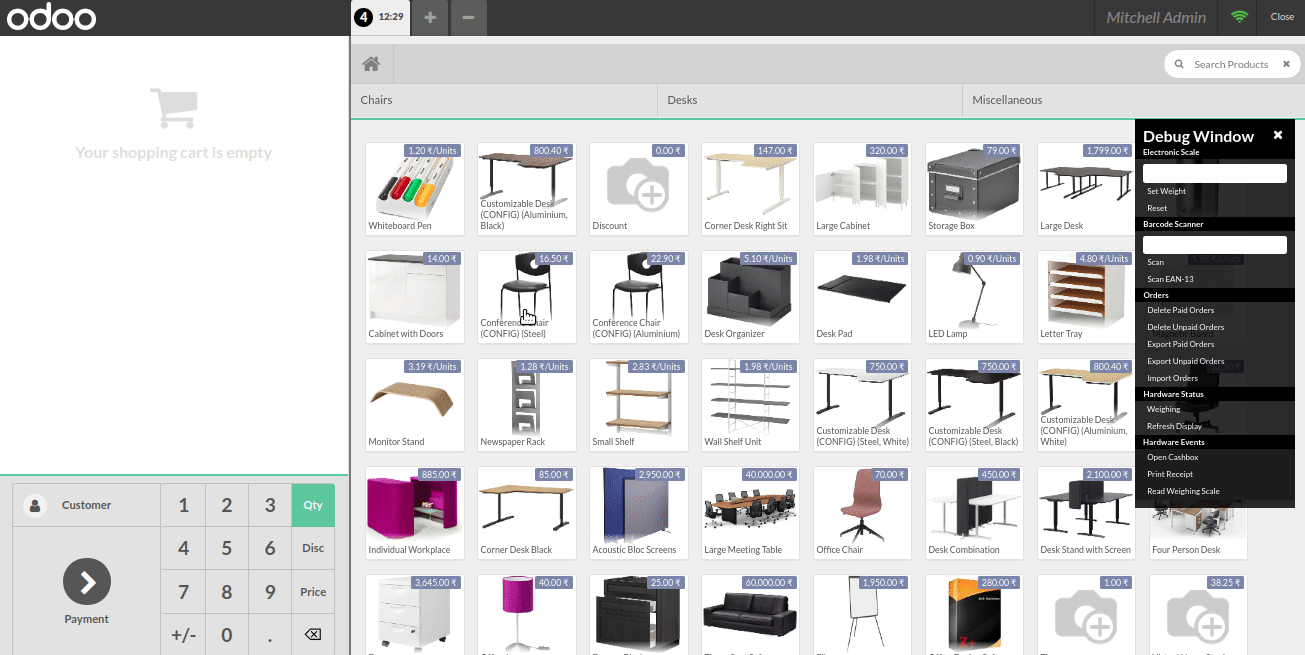 odoo
4 12:29
Mitchell Admin
Close
Search Products
Chairs
Desks
Miscellaneous
Your shopping cart is empty
1.20 ₹/Units
Whiteboard Pen
800.40 ₹
Customizable Desk
(CONFIG) (Aluminium,
Black)
0.00 ₹
Discount
147.00 ₹
Corner Desk Right Sit
320.00 ₹
Large Cabinet
79.00 ₹
Storage Box
1,799.00 ₹
Large Desk
14.00 ₹
Cabinet with Doors
16.50 ₹
Conference Chair
(CONFIG) (Steel)
22.90 ₹
Conference Chair
(CONFIG) (Aluminium)
5.10 ₹/Units
Desk Organizer
1.98 ₹/Units
Desk Pad
0.90 ₹/Units
LED Lamp
4.80 ₹/Units
Letter Tray
3.19 ₹/Units
Monitor Stand
1.28 ₹/Units
Newspaper Rack
2.83 ₹/Units
Small Shelf
1.98 ₹/Units
Wall Shelf Unit
750.00 ₹
Customizable Desk
(CONFIG) (Steel, White)
750.00 ₹
Customizable Desk
(CONFIG) (Steel, Black)
800.40 ₹
Customizable Desk
(CONFIG) (Aluminium,
White)
885.00 ₹
Individual Workplace
85.00 ₹
Corner Desk Black
2,950.00 ₹
Acoustic Bloc Screens
40,000.00 ₹
Large Meeting Table
70.00 ₹
Office Chair
450.00 ₹
Desk Combination
2,100.00 ₹
Desk Stand with Screen
Four Person Desk
3,645.00 ₹
40.00 ₹
25.00 ₹
60,000.00 ₹
1,950.00 ₹
280.00 ₹
1.00 ₹
38.25 ₹
Debug Window
Electronic Scale
Set Weight
Reset
Barcode Scanner
Scan
Scan EAN-13
Orders
Delete Paid Orders
Delete Unpaid Orders
Export Paid Orders
Export Unpaid Orders
Import Orders
Hardware Status
Weighing
Refresh Display
Hardware Events
Open Cashbox
Print Receipt
Read Weighing Scale
Customer
Payment
1 2 3 Qty
4 5 6 Disc
7 8 9 Price
+/- 0 .